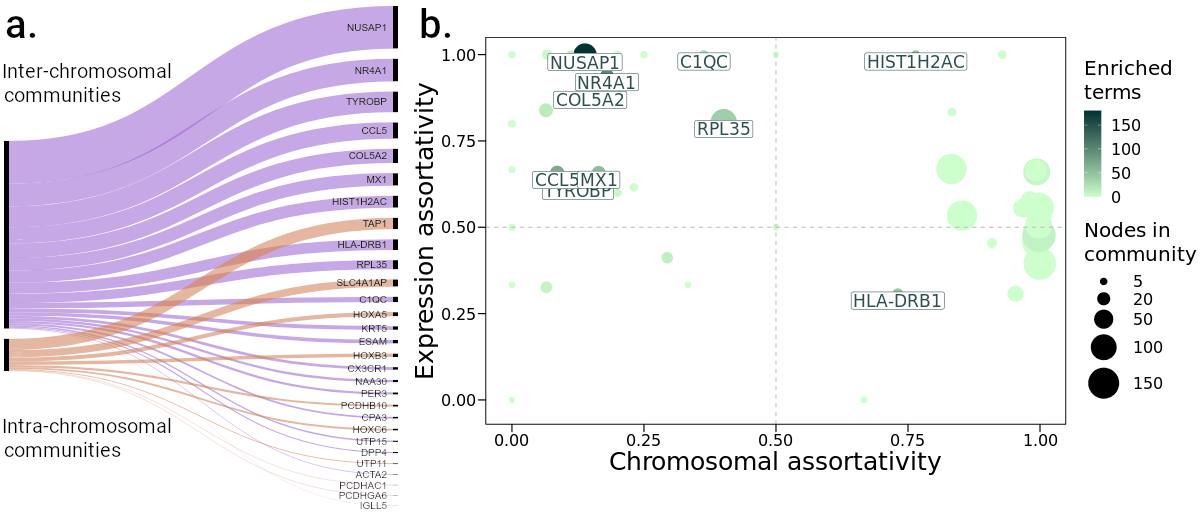 a.
Inter-chromosomal
communities
Intra-chromosomal
communities
NUSAP1
NR4A1
TYROBP
CCL5
COL5A2
MX1
HIST1H2AC
TAP1
HLA-DRB1
RPL35
SLC4A1AP
C1QC
HOXA5
KRT5
ESAM
HOXB3
CX3CR1
NAA30
PER3
PCDHB10
CPA3
HOXC6
UTP15
DPP4
UTP11
ACTA2
PCDHAC1
PCDHGA6
IGLL5
b.
Expression assortativity
1.00
0.75
0.50
0.25
0.00
NUSAP1
C1QC
HIST1H2AC
NR4A1
COL5A2
RPL35
CCL5
MX1
TYROBP
HLA-DRB1
0.00 0.25 0.50 0.75 1.00
Chromosomal assortativity
Enriched
terms
150
100
50
0
Nodes in
community
5
20
50
100
150